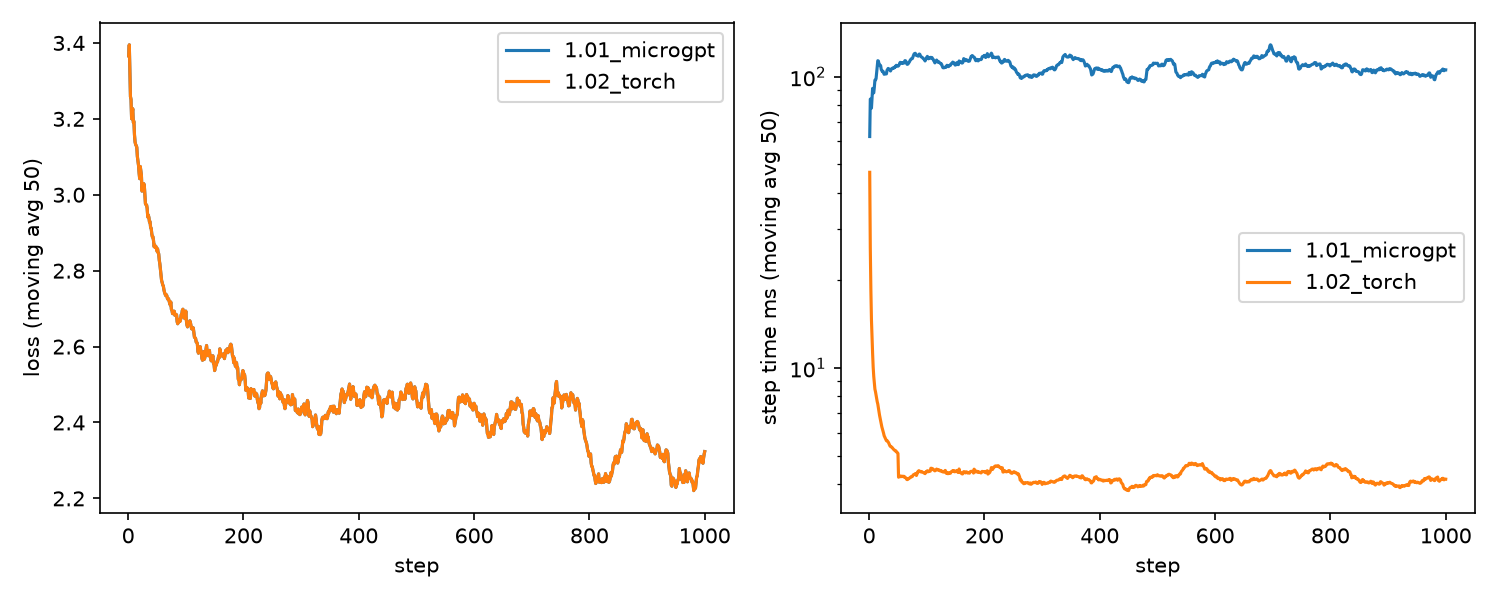 loss (moving avg 50)
3.4
3.2
3.0
2.8
2.6
2.4
2.2
0
200
400
600
800
1000
step
1.01_microgpt
1.02_torch
step time ms (moving avg 50)
10²
10¹
0
200
400
600
800
1000
step
1.01_microgpt
1.02_torch